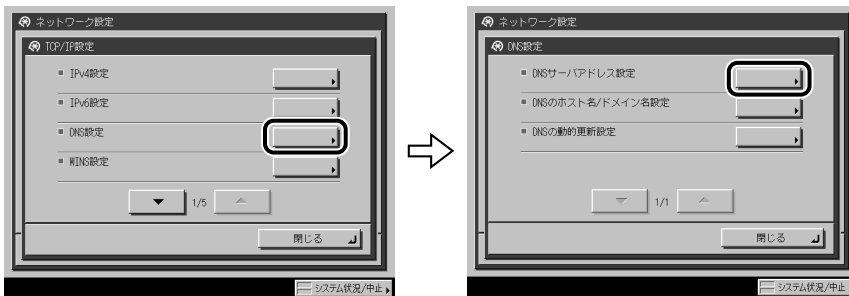 ネットワーク設定
TCP/IP設定
IPv4設定
IPv6設定
DNS設定
WINS設定
1/5
閉じる
システム状況/中止
ネットワーク設定
DNS設定
DNSサーバアドレス設定
DNSのホスト名/ドメイン名設定
DNSの動的更新設定
1/1
閉じる
システム状況/中止